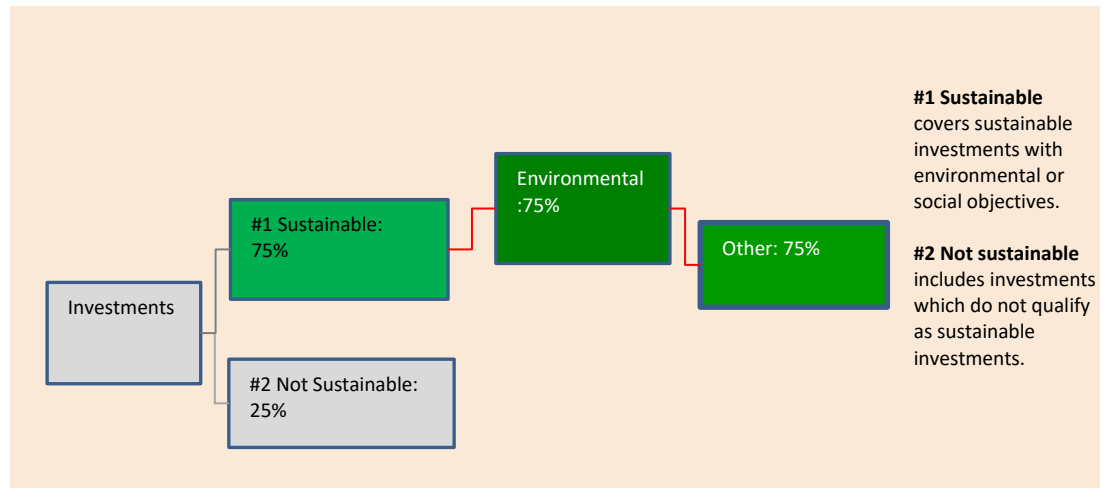 Investments
#1 Sustainable:
75%
#2 Not Sustainable:
25%
Environmental
:75%
Other: 75%
#1 Sustainable
covers sustainable
investments with
environmental or
social objectives.
#2 Not sustainable
includes investments
which do not qualify
as sustainable
investments.